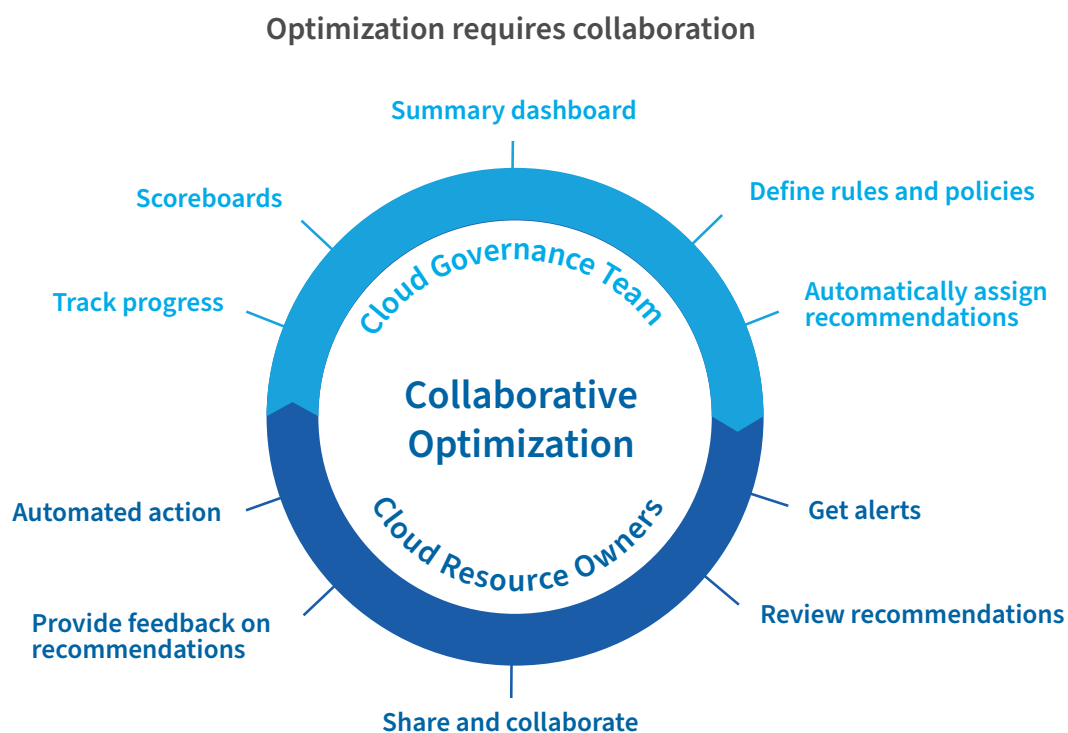 Optimization requires collaboration
Summary dashboard
Scoreboards
Define rules and policies
Track progress
Automatically assign
recommendations
Cloud Governance Team
Collaborative
Optimization
Cloud Resource Owners
Automated action
Get alerts
Provide feedback on
recommendations
Review recommendations
Share and collaborate